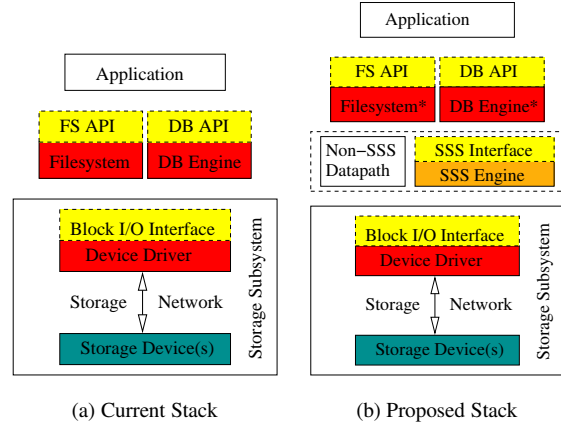 Application
FS API
DB API
Filesystem
DB Engine
Block I/O Interface
Device Driver
Storage
Network
Storage Device(s)
Storage Subsystem
(a) Current Stack
Application
FS API
DB API
Filesystem*
DB Engine*
Non−SSS
Datapath
SSS Interface
SSS Engine
Block I/O Interface
Device Driver
Storage
Network
Storage Device(s)
Storage Subsystem
(b) Proposed Stack